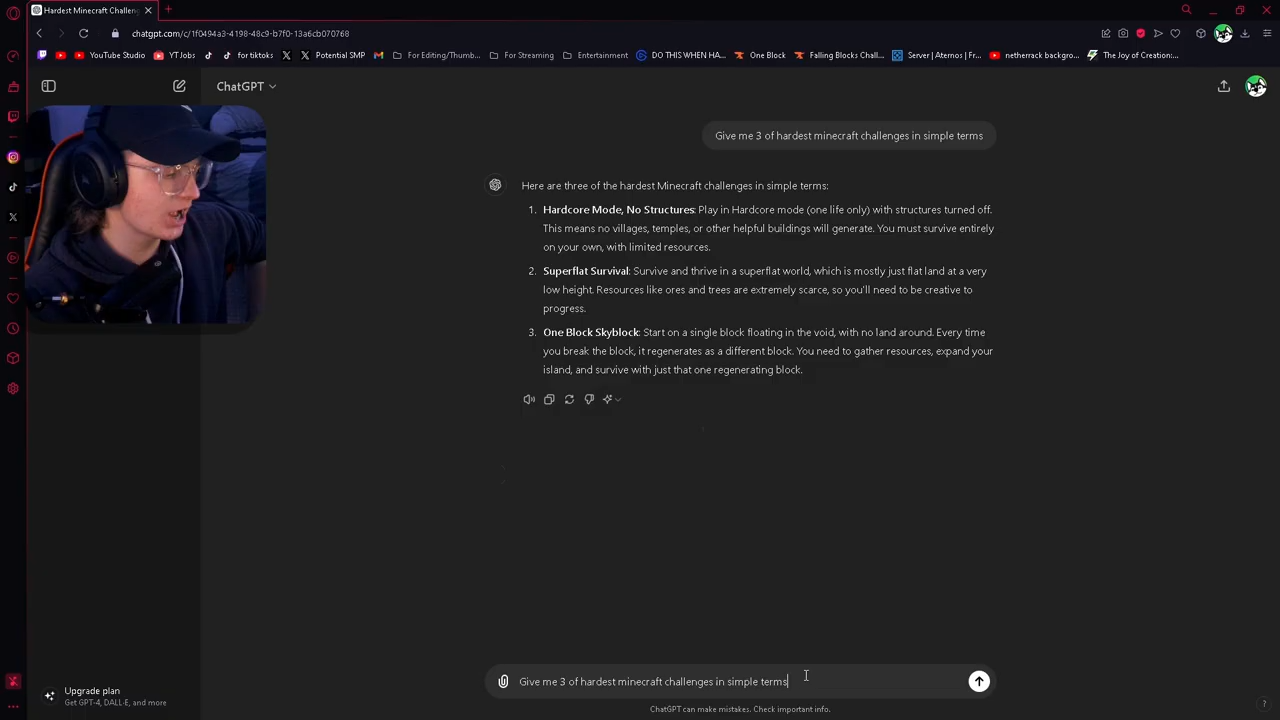 Hardest Minecraft Challeng
chatgpt.com/c/1f0494a3-4198-48c9-b7f0-13a6cb070768
YouTube Studio
YT Jobs
for tiktoks
Potential SMP
For Editing/Thumb...
For Streaming
Entertainment
DO THIS WHEN HA...
One Block
Falling Blocks Chall...
Server | Aternos | Fr...
netherrack backgro...
The Joy of Creation:...
ChatGPT
Give me 3 of hardest minecraft challenges in simple terms
Here are three of the hardest Minecraft challenges in simple terms:
1. Hardcore Mode, No Structures: Play in Hardcore mode (one life only) with structures turned off.
This means no villages, temples, or other helpful buildings will generate. You must survive entirely
on your own, with limited resources.
2. Superflat Survival: Survive and thrive in a superflat world, which is mostly just flat land at a very
low height. Resources like ores and trees are extremely scarce, so you'll need to be creative to
progress.
3. One Block Skyblock: Start on a single block floating in the void, with no land around. Every time
you break the block, it regenerates as a different block. You need to gather resources, expand your
island, and survive with just that one regenerating block.
Give me 3 of hardest minecraft challenges in simple terms
Upgrade plan
Get GPT-4, DALL·E, and more
ChatGPT can make mistakes. Check important info.
?